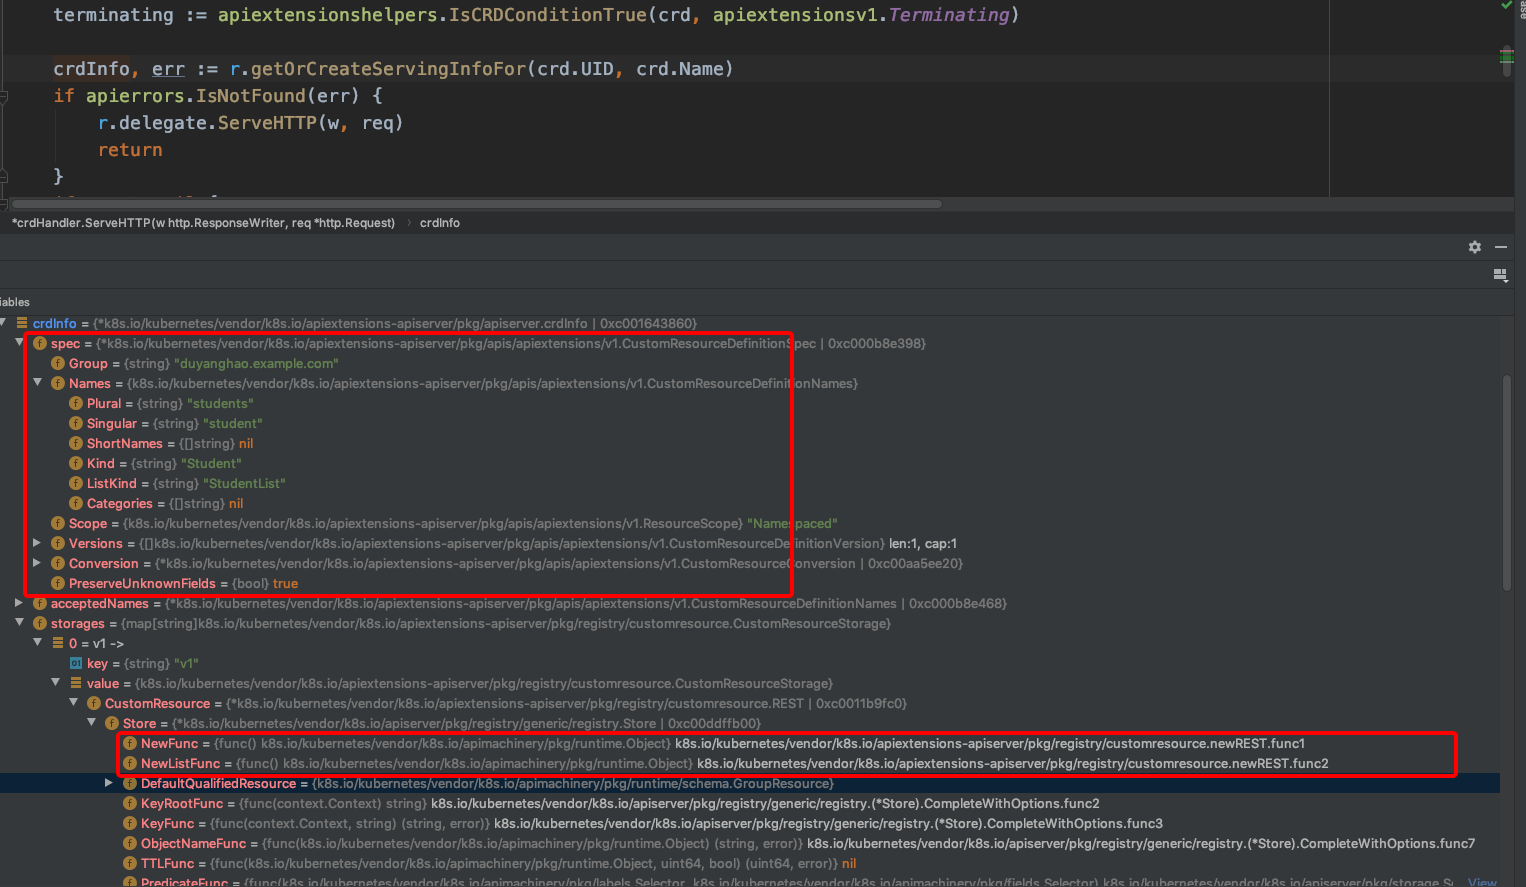 terminating := apiextensionshelpers.IsCRDConditionTrue(crd, apiextensionsv1.Terminating)
crdInfo, err := r.getOrCreateServingInfoFor(crd.UID, crd.Name)
if apierrors.IsNotFound(err) {
r.delegate.ServeHTTP(w, req)
return
}
*crdHandler.ServeHTTP(w http.ResponseWriter, req *http.Request) › crdInfo
iables
crdInfo = {*k8s.io/kubernetes/vendor/k8s.io/apiextensions-apiserver/pkg/apiserver.crdInfo | 0xc001643860}
spec = {*k8s.io/kubernetes/vendor/k8s.io/apiextensions-apiserver/pkg/apis/apiextensions/v1.CustomResourceDefinitionSpec | 0xc000b8e398}
Group = {string} "duyanghao.example.com"
Names = {k8s.io/kubernetes/vendor/k8s.io/apiextensions-apiserver/pkg/apis/apiextensions/v1.CustomResourceDefinitionNames}
Plural = {string} "students"
Singular = {string} "student"
ShortNames = {[]string} nil
Kind = {string} "Student"
ListKind = {string} "StudentList"
Categories = {[]string} nil
Scope = {k8s.io/kubernetes/vendor/k8s.io/apiextensions-apiserver/pkg/apis/apiextensions/v1.ResourceScope} "Namespaced"
Versions = {[]k8s.io/kubernetes/vendor/k8s.io/apiextensions-apiserver/pkg/apis/apiextensions/v1.CustomResourceDefinitionVersion} len:1, cap:1
Conversion = {*k8s.io/kubernetes/vendor/k8s.io/apiextensions-apiserver/pkg/apis/apiextensions/v1.CustomResourceConversion | 0xc00aa5ee20}
PreserveUnknownFields = {bool} true
acceptedNames = {*k8s.io/kubernetes/vendor/k8s.io/apiextensions-apiserver/pkg/apis/apiextensions/v1.CustomResourceDefinitionNames | 0xc000b8e468}
storages = {map[string]k8s.io/kubernetes/vendor/k8s.io/apiextensions-apiserver/pkg/registry/customresource.CustomResourceStorage}
0 = v1 ->
key = {string} "v1"
value = {k8s.io/kubernetes/vendor/k8s.io/apiextensions-apiserver/pkg/registry/customresource.CustomResourceStorage}
CustomResource = {*k8s.io/kubernetes/vendor/k8s.io/apiextensions-apiserver/pkg/registry/customresource.REST | 0xc0011b9fc0}
Store = {*k8s.io/kubernetes/vendor/k8s.io/apiserver/pkg/registry/generic/registry.Store | 0xc00ddffb00}
NewFunc = {func() k8s.io/kubernetes/vendor/k8s.io/apimachinery/pkg/runtime.Object} k8s.io/kubernetes/vendor/k8s.io/apiextensions-apiserver/pkg/registry/customresource.newREST.func1
NewListFunc = {func() k8s.io/kubernetes/vendor/k8s.io/apimachinery/pkg/runtime.Object} k8s.io/kubernetes/vendor/k8s.io/apiextensions-apiserver/pkg/registry/customresource.newREST.func2
DefaultQualifiedResource = {k8s.io/kubernetes/vendor/k8s.io/apimachinery/pkg/runtime/schema.GroupResource}
KeyRootFunc = {func(context.Context) string} k8s.io/kubernetes/vendor/k8s.io/apiserver/pkg/registry/generic/registry.(*Store).CompleteWithOptions.func2
KeyFunc = {func(context.Context, string) (string, error)} k8s.io/kubernetes/vendor/k8s.io/apiserver/pkg/registry/generic/registry.(*Store).CompleteWithOptions.func3
ObjectNameFunc = {func(k8s.io/kubernetes/vendor/k8s.io/apimachinery/pkg/runtime.Object) (string, error)} k8s.io/kubernetes/vendor/k8s.io/apiserver/pkg/registry/generic/registry.(*Store).CompleteWithOptions.func7
TTLFunc = {func(k8s.io/kubernetes/vendor/k8s.io/apimachinery/pkg/runtime.Object, uint64, bool) (uint64, error)} nil
PredicateFunc = {func(k8s.io/kubernetes/vendor/k8s.io/apimachinery/pkg/labels.Selector, k8s.io/kubernetes/vendor/k8s.io/apimachinery/pkg/fields.Selector) k8s.io/kubernetes/vendor/k8s.io/apiserver/pkg/storage.S... View